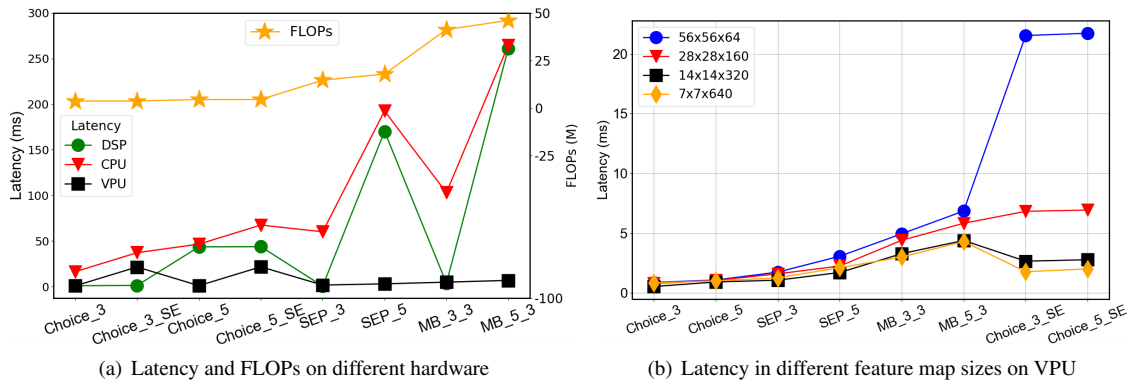 300
250
200
150
100
50
0
Latency (ms)
FLOPs
Latency
DSP
CPU
VPU
50
25
0
-25
-100
FLOPs (M)
Choice_3
Choice_3_SE
Choice_5
Choice_5_SE
SEP_3
SEP_5
MB_3_3
MB_5_3
(a) Latency and FLOPs on different hardware
20
15
10
5
0
Latency (ms)
56x56x64
28x28x160
14x14x320
7x7x640
Choice_3
Choice_5
SEP_3
SEP_5
MB_3_3
MB_5_3
Choice_3_SE
Choice_5_SE
(b) Latency in different feature map sizes on VPU